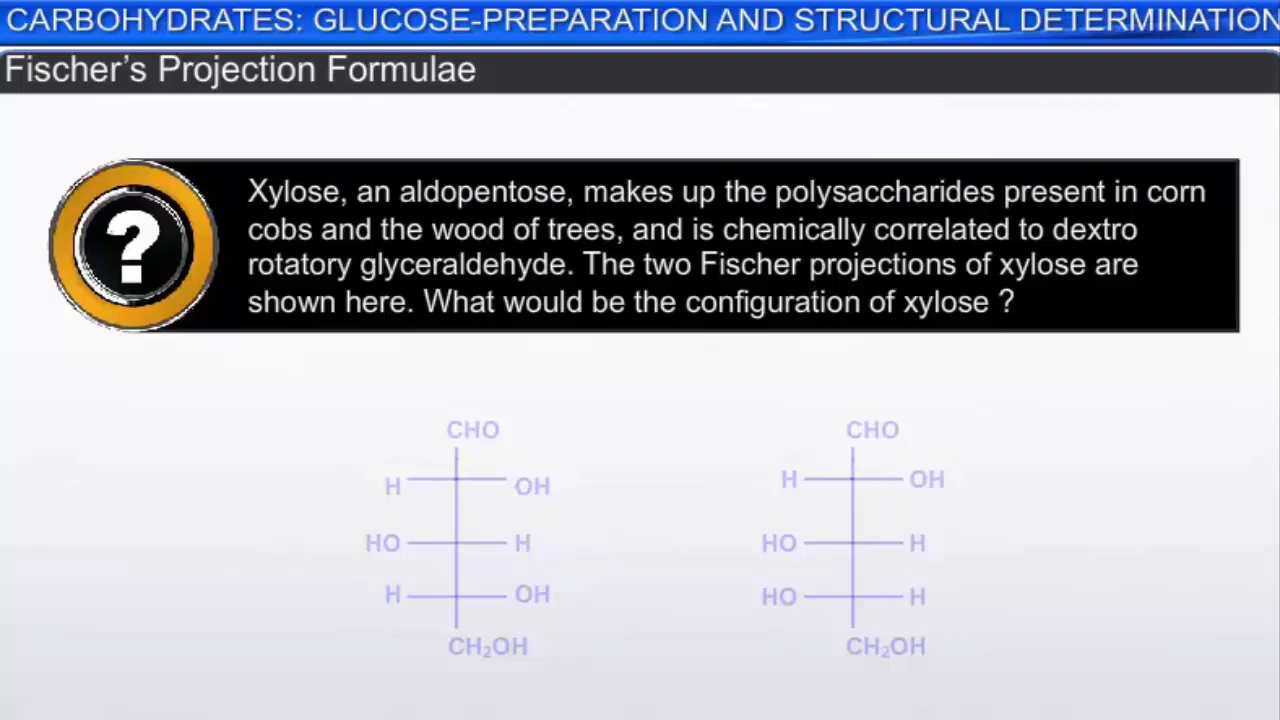 CARBOHYDRATES: GLUCOSE-PREPARATION AND STRUCTURAL DETERMINATION
Fischer’s Projection Formulae
?
Xylose, an aldopentose, makes up the polysaccharides present in corn
cobs and the wood of trees, and is chemically correlated to dextro
rotatory glyceraldehyde. The two Fischer projections of xylose are
shown here. What would be the configuration of xylose ?
CHO
H OH
HO H
H OH
CH₂OH
CHO
H OH
HO H
HO H
CH₂OH